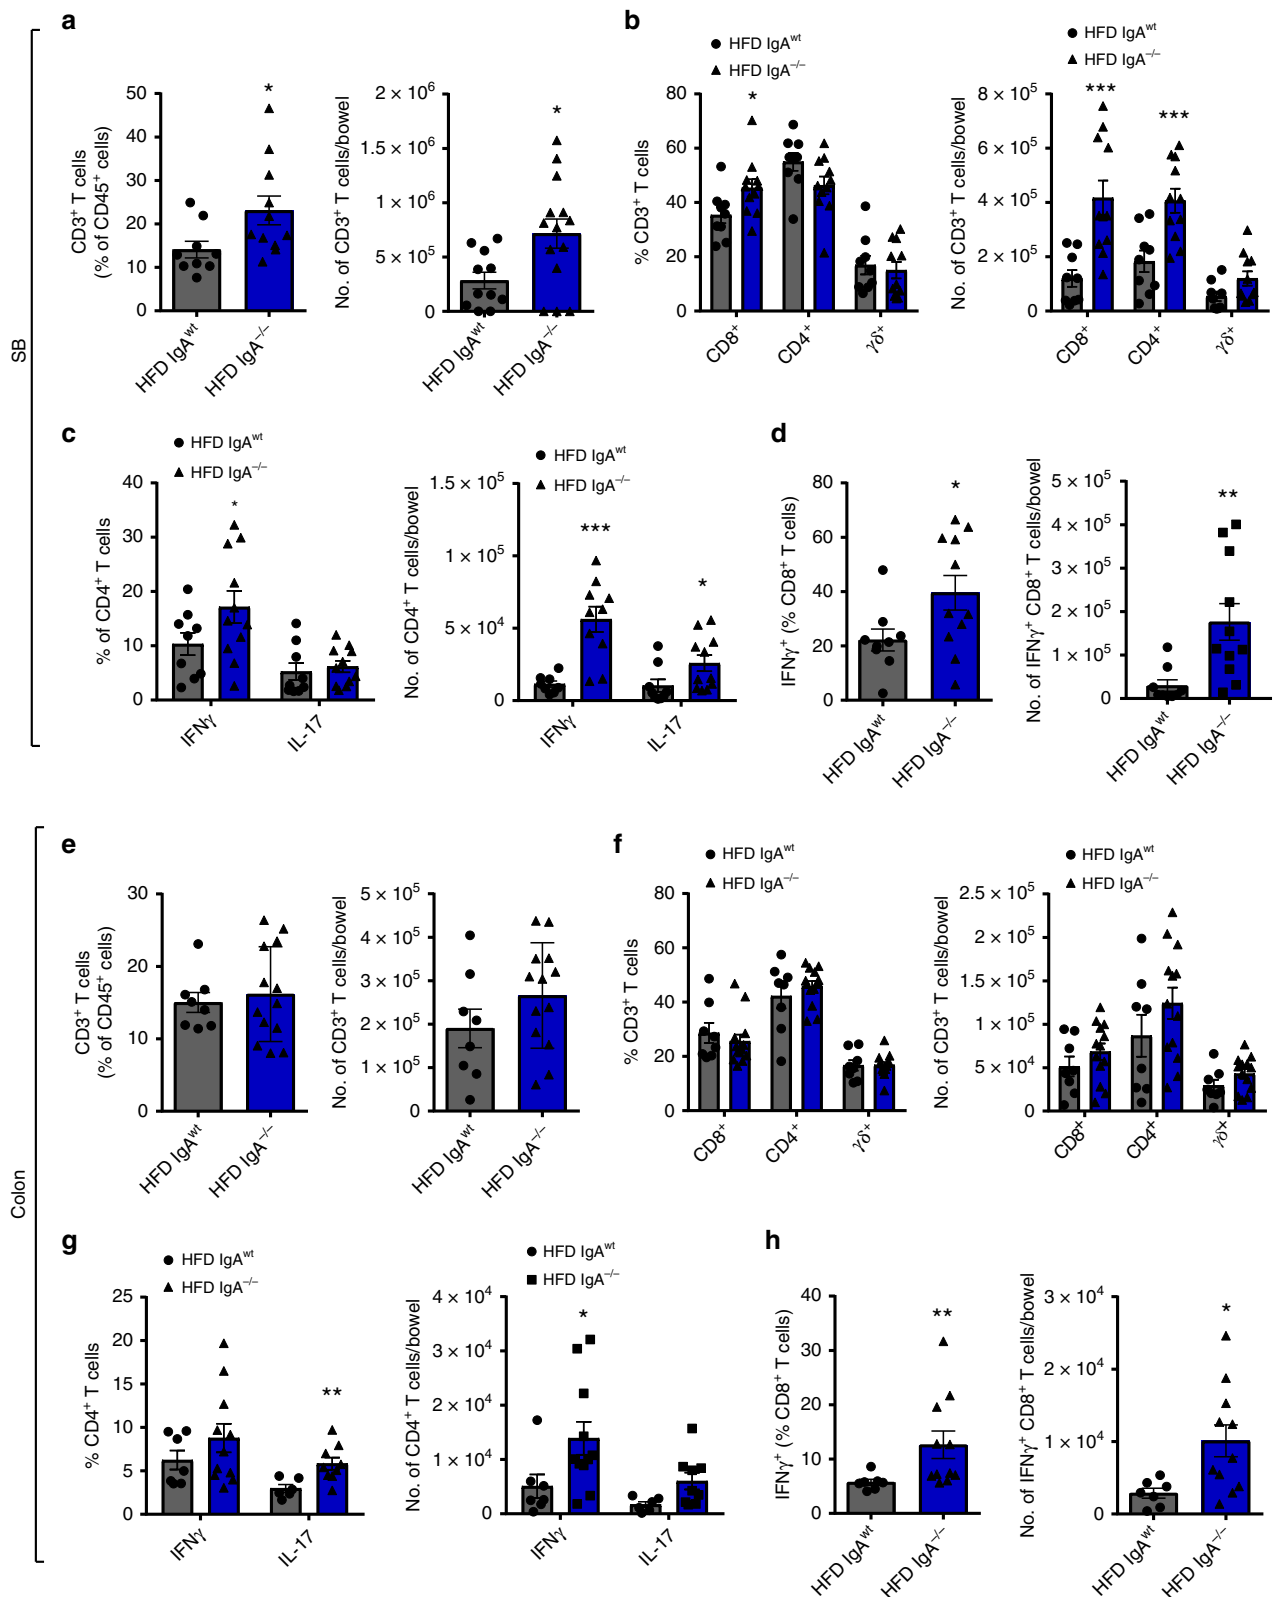 SB
a
CD3+ T cells
(% of CD45+ cells)
50
40
30
20
10
0
*
HFD IgAwt
HFD IgA−/−
No. of CD3+ T cells/bowel
2 × 10^6
1.5 × 10^6
1 × 10^6
5 × 10^5
0
*
HFD IgAwt
HFD IgA−/−
b
HFD IgAwt
HFD IgA−/−
% CD3+ T cells
80
60
40
20
0
*
CD8+
CD4+
γδ+
HFD IgAwt
HFD IgA−/−
No. of CD3+ T cells/bowel
8 × 10^5
6 × 10^5
4 × 10^5
2 × 10^5
0
***
***
CD8+
CD4+
γδ+
c
HFD IgAwt
HFD IgA−/−
% of CD4+ T cells
40
30
20
10
0
*
IFNγ
IL-17
HFD IgAwt
HFD IgA−/−
No. of CD4+ T cells/bowel
1.5 × 10^5
1 × 10^5
5 × 10^4
0
***
*
IFNγ
IL-17
d
IFNγ+ (% CD8+ T cells)
80
60
40
20
0
*
HFD IgAwt
HFD IgA−/−
No. of IFNγ+ CD8+ T cells/bowel
5 × 10^5
4 × 10^5
3 × 10^5
2 × 10^5
1 × 10^5
0
**
HFD IgAwt
HFD IgA−/−
Colon
e
CD3+ T cells
(% of CD45+ cells)
30
20
10
0
HFD IgAwt
HFD IgA−/−
No. of CD3+ T cells/bowel
5 × 10^5
4 × 10^5
3 × 10^5
2 × 10^5
1 × 10^5
0
HFD IgAwt
HFD IgA−/−
f
HFD IgAwt
HFD IgA−/−
% CD3+ T cells
80
60
40
20
0
CD8+
CD4+
γδ+
HFD IgAwt
HFD IgA−/−
No. of CD3+ T cells/bowel
2.5 × 10^5
2 × 10^5
1.5 × 10^5
1 × 10^5
5 × 10^4
0
CD8+
CD4+
γδ+
g
HFD IgAwt
HFD IgA−/−
% CD4+ T cells
25
20
15
10
5
0
**
IFNγ
IL-17
HFD IgAwt
HFD IgA−/−
No. of CD4+ T cells/bowel
4 × 10^4
3 × 10^4
2 × 10^4
1 × 10^4
0
*
IFNγ
IL-17
h
IFNγ+ (% CD8+ T cells)
40
30
20
10
0
**
HFD IgAwt
HFD IgA−/−
No. of IFNγ+ CD8+ T cells/bowel
3 × 10^4
2 × 10^4
1 × 10^4
0
*
HFD IgAwt
HFD IgA−/−